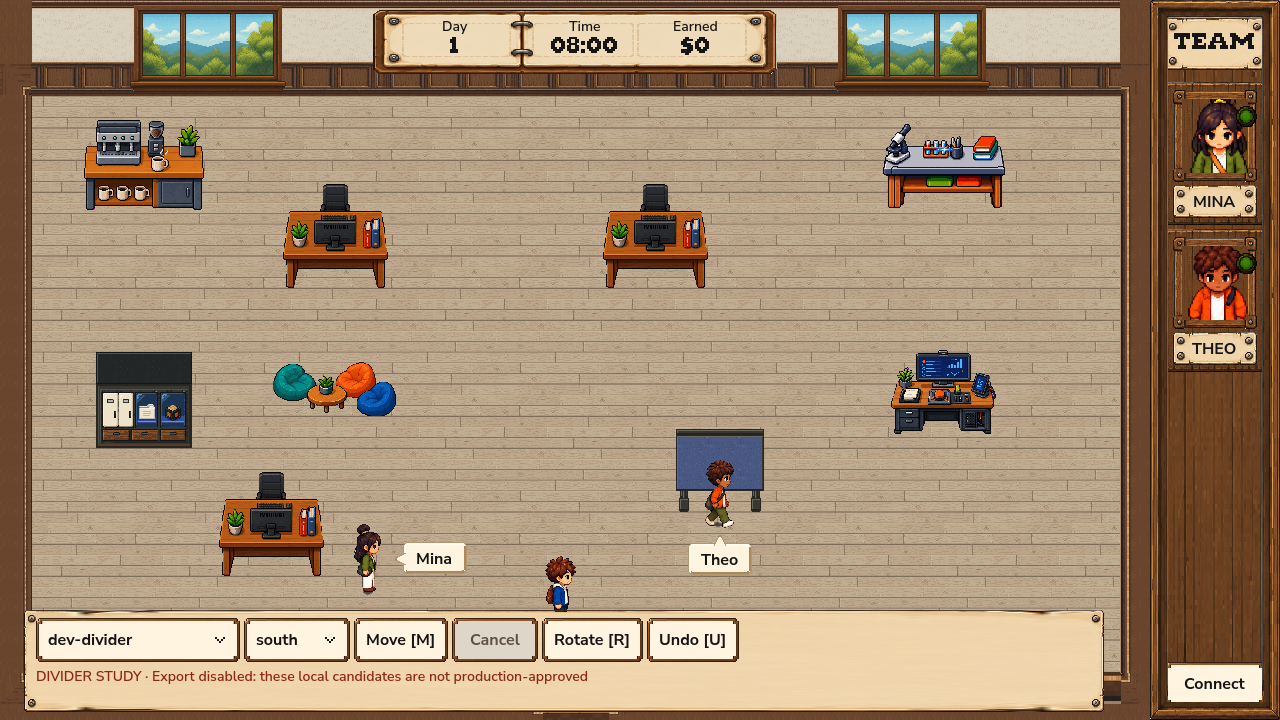 Day
1
Time
08:00
Earned
$0
TEAM
MINA
THEO
Mina
Theo
dev-divider
south
Move [M]
Cancel
Rotate [R]
Undo [U]
DIVIDER STUDY · Export disabled: these local candidates are not production-approved
Connect